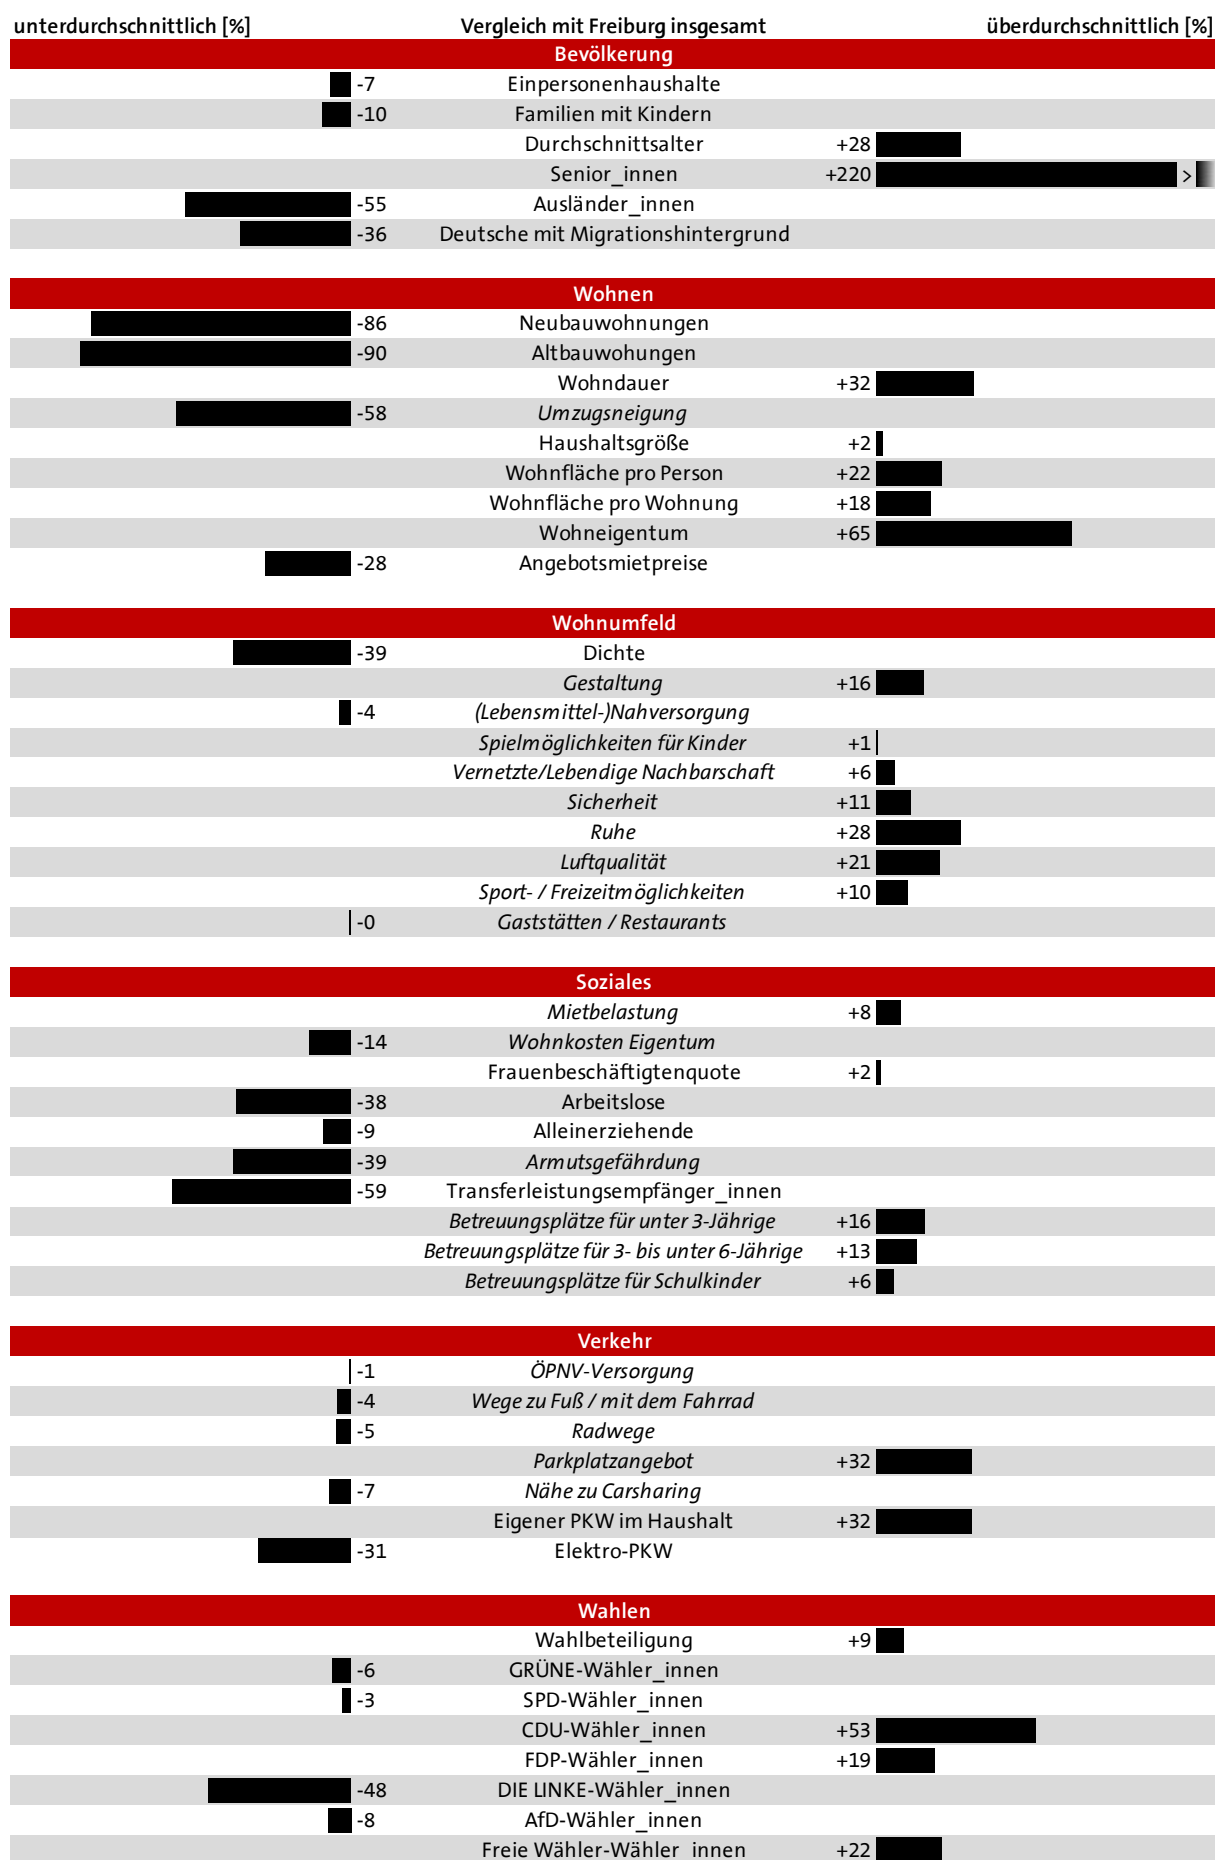 unterdurchschnittlich [%] Vergleich mit Freiburg insgesamt überdurchschnittlich [%]
Bevölkerung
-7 Einpersonenhaushalte
-10 Familien mit Kindern
Durchschnittsalter +28
Senior_innen +220 >
-55 Ausländer_innen
-36 Deutsche mit Migrationshintergrund
Wohnen
-86 Neubauwohnungen
-90 Altbauwohungen
Wohndauer +32
-58 Umzugsneigung
Haushaltsgröße +2
Wohnfläche pro Person +22
Wohnfläche pro Wohnung +18
Wohneigentum +65
-28 Angebotsmietpreise
Wohnumfeld
-39 Dichte
Gestaltung +16
-4 (Lebensmittel-)Nahversorgung
Spielmöglichkeiten für Kinder +1
Vernetzte/Lebendige Nachbarschaft +6
Sicherheit +11
Ruhe +28
Luftqualität +21
Sport- / Freizeitmöglichkeiten +10
-0 Gaststätten / Restaurants
Soziales
Mietbelastung +8
-14 Wohnkosten Eigentum
Frauenbeschäftigtenquote +2
-38 Arbeitslose
-9 Alleinerziehende
-39 Armutsgefährdung
-59 Transferleistungsempfänger_innen
Betreuungsplätze für unter 3-Jährige +16
Betreuungsplätze für 3- bis unter 6-Jährige +13
Betreuungsplätze für Schulkinder +6
Verkehr
-1 ÖPNV-Versorgung
-4 Wege zu Fuß / mit dem Fahrrad
-5 Radwege
Parkplatzangebot +32
-7 Nähe zu Carsharing
Eigener PKW im Haushalt +32
-31 Elektro-PKW
Wahlen
Wahlbeteiligung +9
-6 GRÜNE-Wähler_innen
-3 SPD-Wähler_innen
CDU-Wähler_innen +53
FDP-Wähler_innen +19
-48 DIE LINKE-Wähler_innen
-8 AfD-Wähler_innen
Freie Wähler-Wähler_innen +22